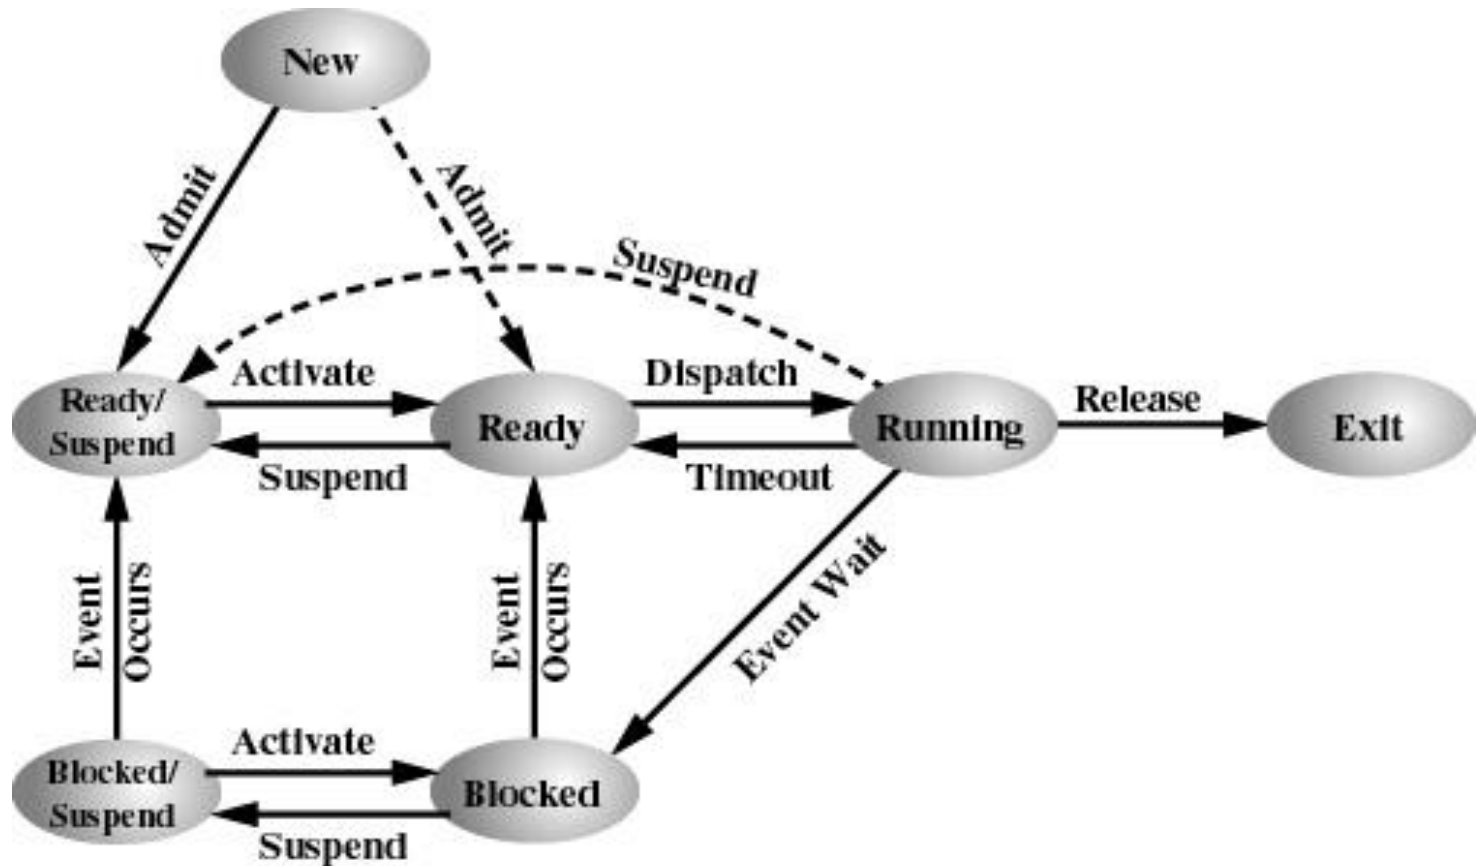 New
Admit
Admit
Suspend
Activate
Dispatch
Release
Ready/
Suspend
Ready
Running
Exit
Suspend
Timeout
Event
Occurs
Event
Occurs
Event Wait
Activate
Blocked/
Suspend
Blocked
Suspend